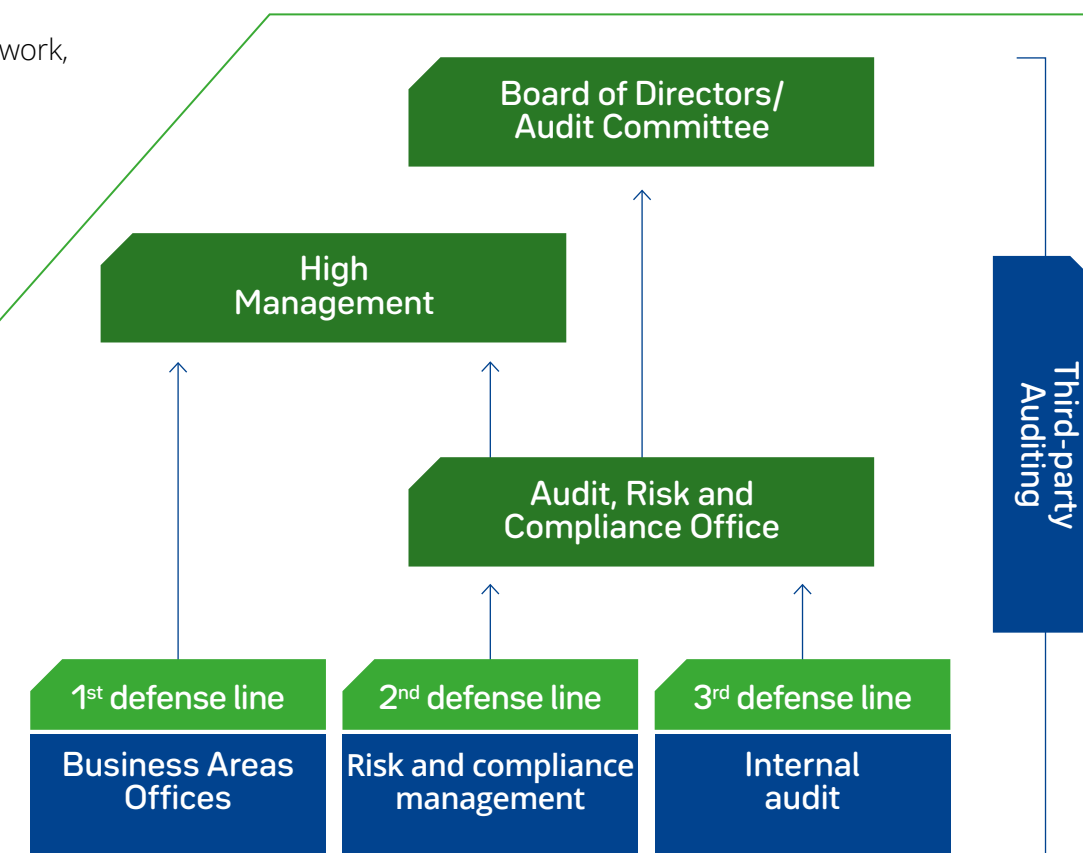 work,
Board of Directors/
Audit Committee
High
Management
Third-party
Auditing
Audit, Risk and
Compliance Office
1st defense line
2nd defense line
3rd defense line
Business Areas
Offices
Risk and compliance
management
Internal
audit